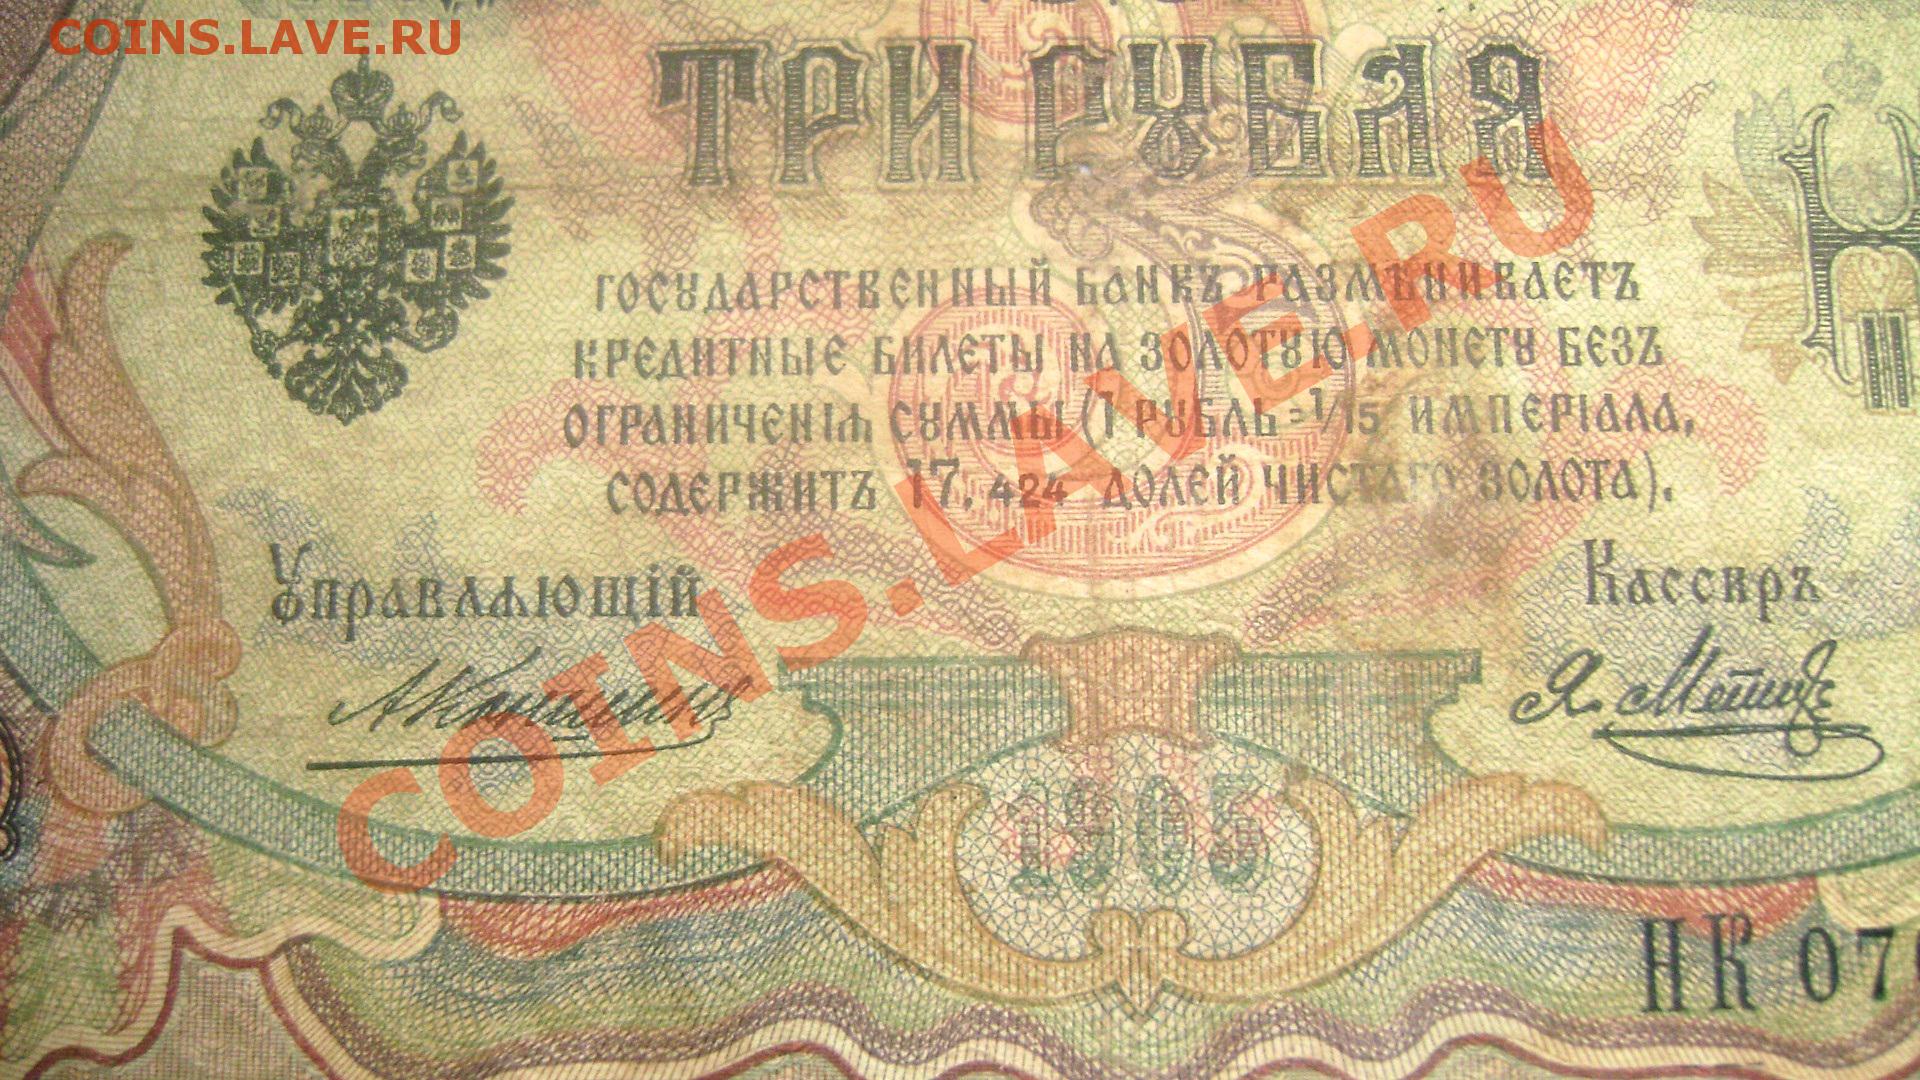 COINS.LAVE.RU
ТРИ РУБЛЯ
ГОСУДАРСТВЕННЫЙ БАНКЪ РАЗМѢНИВАЕТЪ
КРЕДИТНЫЕ БИЛЕТЫ НА ЗОЛОТУЮ МОНЕТУ БЕЗЪ
ОГРАНИЧЕНІЯ СУММЫ (1 РУБЛЬ = 1/15 ИМПЕРІАЛА,
СОДЕРЖИТЪ 17,424 ДОЛЕЙ ЧИСТАГО ЗОЛОТА).
Управляющій
Кассиръ
1905
НК 07
COINS.LAVE.RU